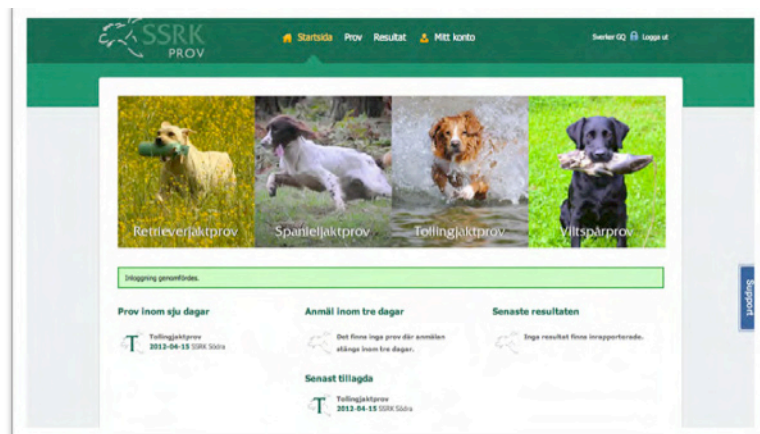 SSRK
PROV
Startsida Prov Resultat Mitt konto
Sverker GQ Logga ut
Retrieverjaktprov Spanieljaktprov Tollingjaktprov Viltspårprov
Inloggning genomfördes.
Support
Prov inom sju dagar
T Tollingjaktprov
2012-04-15 SSRK Södra
Anmäl inom tre dagar
Det finns inga prov där anmälan
stängs inom tre dagar.
Senast tillagda
T Tollingjaktprov
2012-04-15 SSRK Södra
Senaste resultaten
Inga resultat finns inrapporterade.